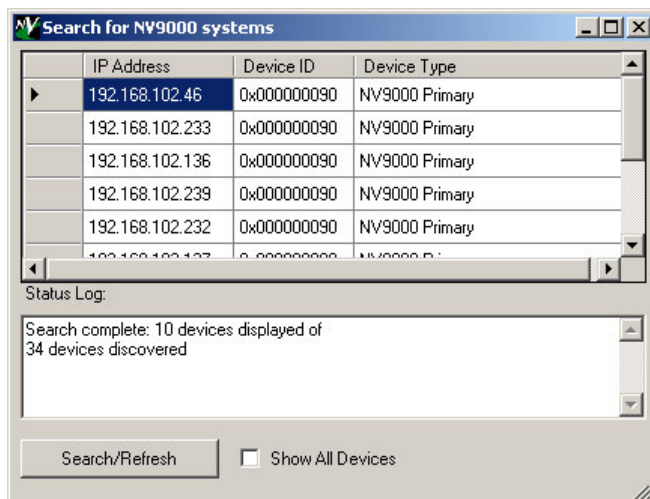 Search for NV9000 systems
IP Address Device ID Device Type
192.168.102.46 0x000000090 NV9000 Primary
192.168.102.233 0x000000090 NV9000 Primary
192.168.102.136 0x000000090 NV9000 Primary
192.168.102.239 0x000000090 NV9000 Primary
192.168.102.232 0x000000090 NV9000 Primary
Status Log:
Search complete: 10 devices displayed of
34 devices discovered
Search/Refresh Show All Devices